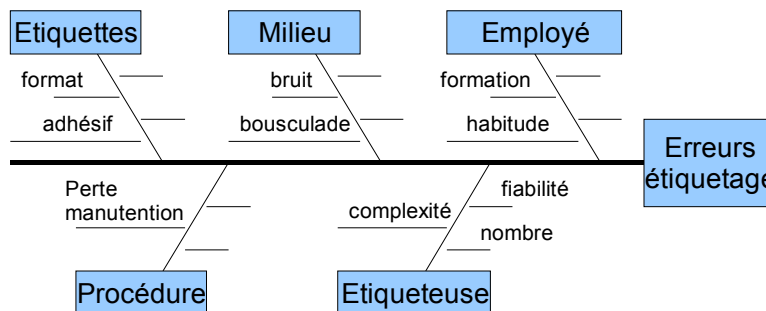 Etiquettes
Milieu
Employé
format
bruit
formation
adhésif
bousculade
habitude
Erreurs
étiquetage
Perte
manutention
complexité
fiabilité
nombre
Procédure
Etiqueteuse